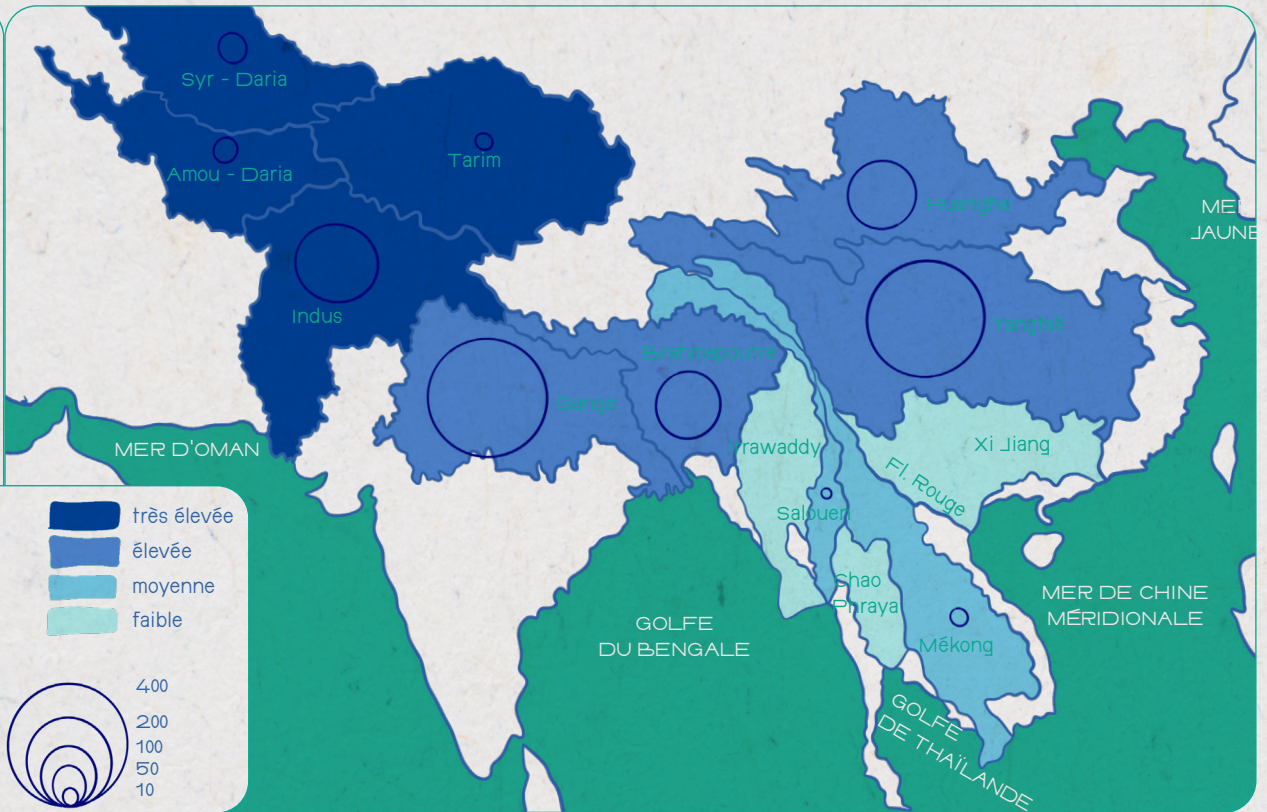 Syr - Daria
Tarim
Amou - Daria
Huanghe
MER
JAUNE
Indus
Yangtsé
Brahmapoutre
Gange
MER D'OMAN
Yrawaddy
Xi Jiang
Fl. Rouge
Salouen
très élevée
élevée
moyenne
faible
Chao
Phraya
MER DE CHINE
MÉRIDIONALE
GOLFE
DU BENGALE
Mékong
GOLFE
DE THAÏLANDE
400
200
100
50
10